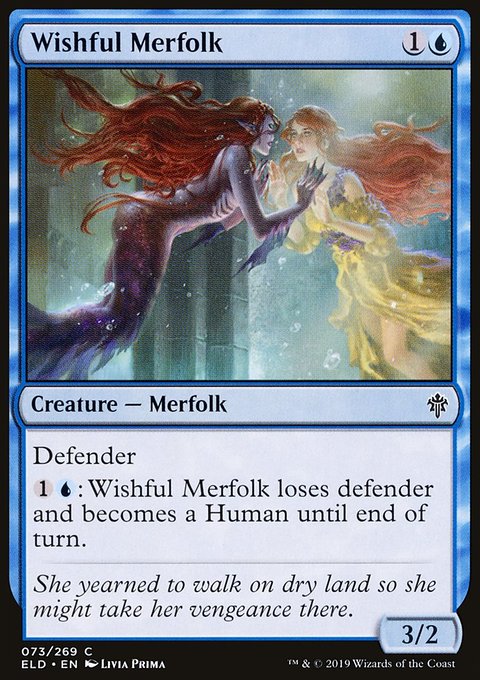 Wishful Merfolk 1
Creature — Merfolk
Defender
1: Wishful Merfolk loses defender
and becomes a Human until end of
turn.
She yearned to walk on dry land so she
might take her vengeance there.
3/2
073/269 C
ELD • EN Livia Prima
™ & © 2019 Wizards of the Coast